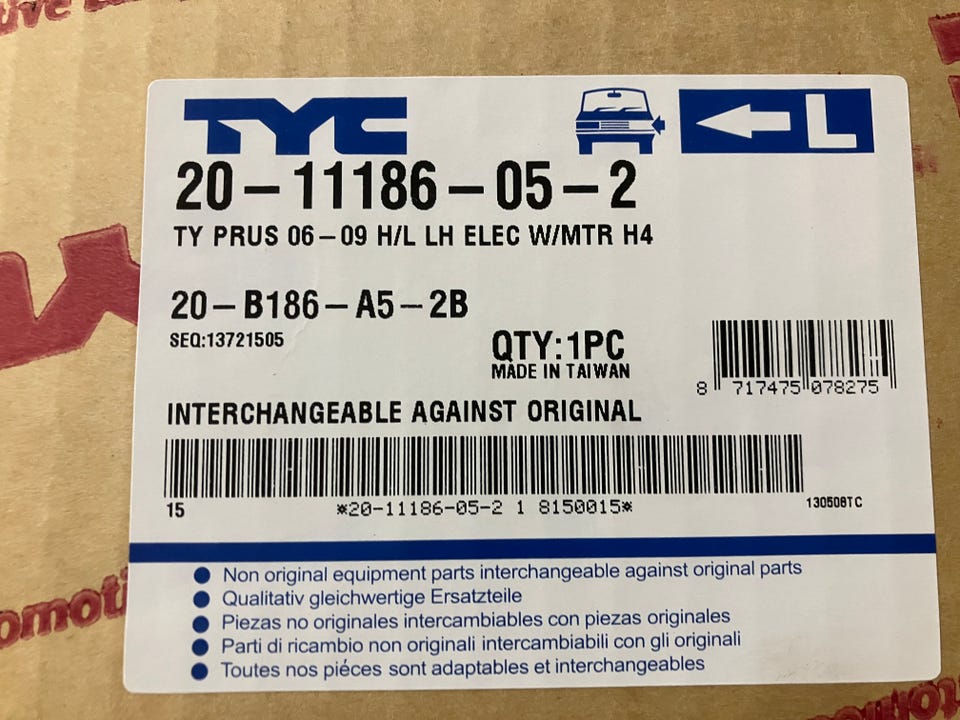 TYC
L
20-11186-05-2
TY PRUS 06-09 H/L LH ELEC W/MTR H4
20-B186-A5-2B
SEQ:13721505
QTY:1PC
MADE IN TAIWAN
8 717475 078275
INTERCHANGEABLE AGAINST ORIGINAL
15 *20-11186-05-2 1 8150015* 130508TC
Non original equipment parts interchangeable against original parts
Qualitativ gleichwertige Ersatzteile
Piezas no originales intercambiables con piezas originales
Parti di ricambio non originali intercambiabili con gli originali
Toutes nos piéces sont adaptables et interchangeables